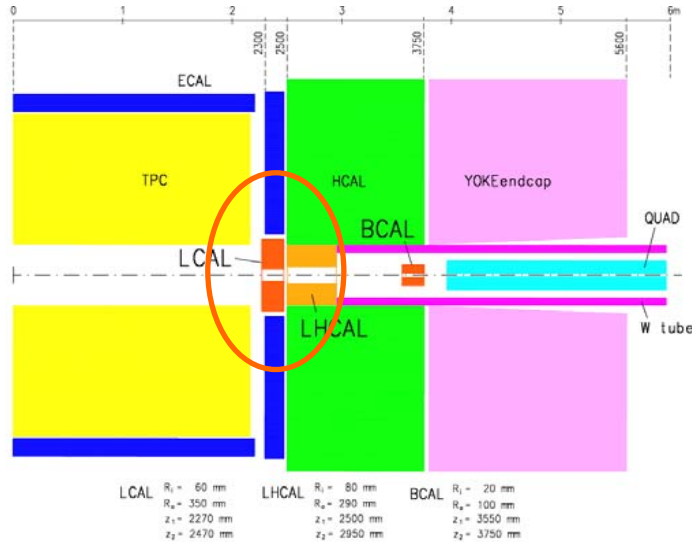 0 1 2 3 4 5 6m
2300 2500 3750 5600
ECAL
TPC HCAL YOKEendcap
BCAL QUAD
LCAL
LHCAL W tube
LCAL Rᵢ = 60 mm LHCAL Rᵢ = 80 mm BCAL Rᵢ = 20 mm
Rₐ = 350 mm Rₐ = 290 mm Rₐ = 100 mm
z₁ = 2270 mm z₁ = 2500 mm z₁ = 3550 mm
z₂ = 2470 mm z₂ = 2950 mm z₂ = 3750 mm